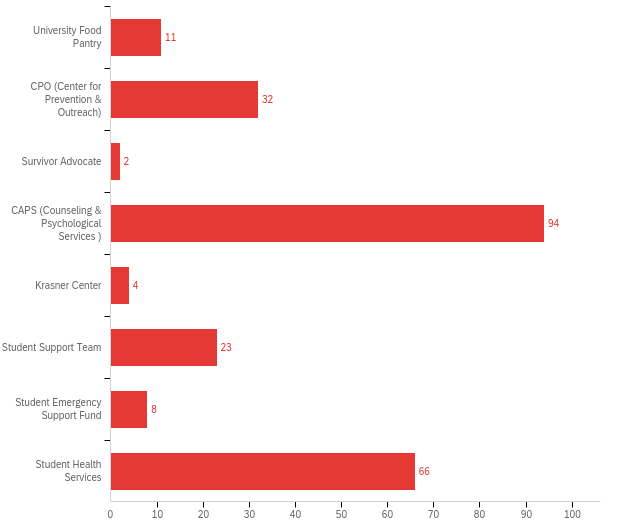 University Food
Pantry
11
CPO (Center for
Prevention &
Outreach)
32
Survivor Advocate
2
CAPS (Counseling &
Psychological
Services )
94
Krasner Center
4
Student Support Team
23
Student Emergency
Support Fund
8
Student Health
Services
66
0 10 20 30 40 50 60 70 80 90 100